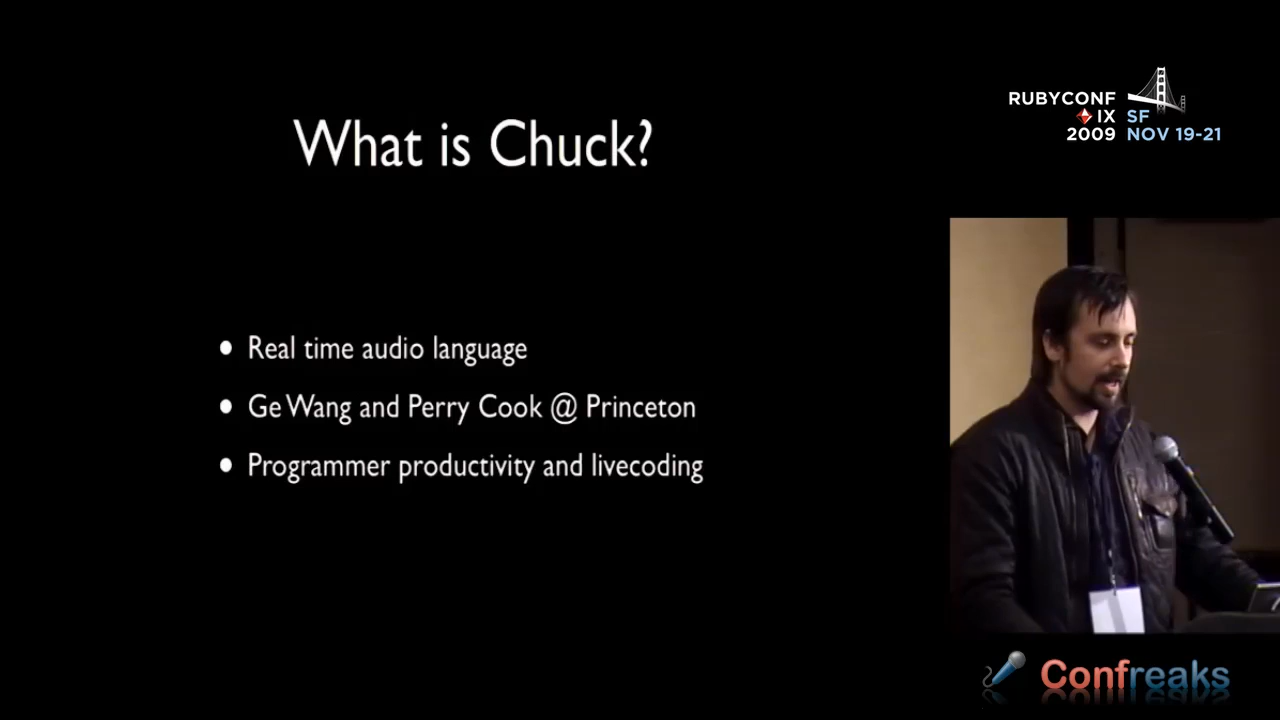 What is Chuck?
RUBYCONF
IX SF
2009 NOV 19-21
Real time audio language
Ge Wang and Perry Cook @ Princeton
Programmer productivity and livecoding
Confreaks